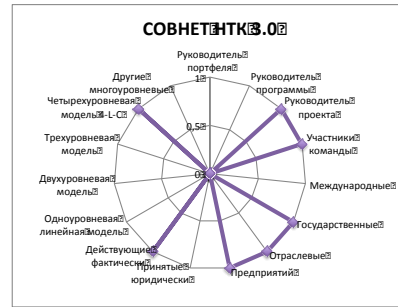 СОВНЕТ НТК 3.0
Руководитель
портфеля
Руководитель
программы
Руководитель
проекта
Участники
команды
Международные
Государственные
Отраслевые
Предприятий
Принятые
юридически
Действующие
фактически
Одноуровневая
линейная модель
Двухуровневая
модель
Трехуровневая
модель
Четырехуровневая
модель 4-L-C
Другие
многоуровневые
1
0,5
0